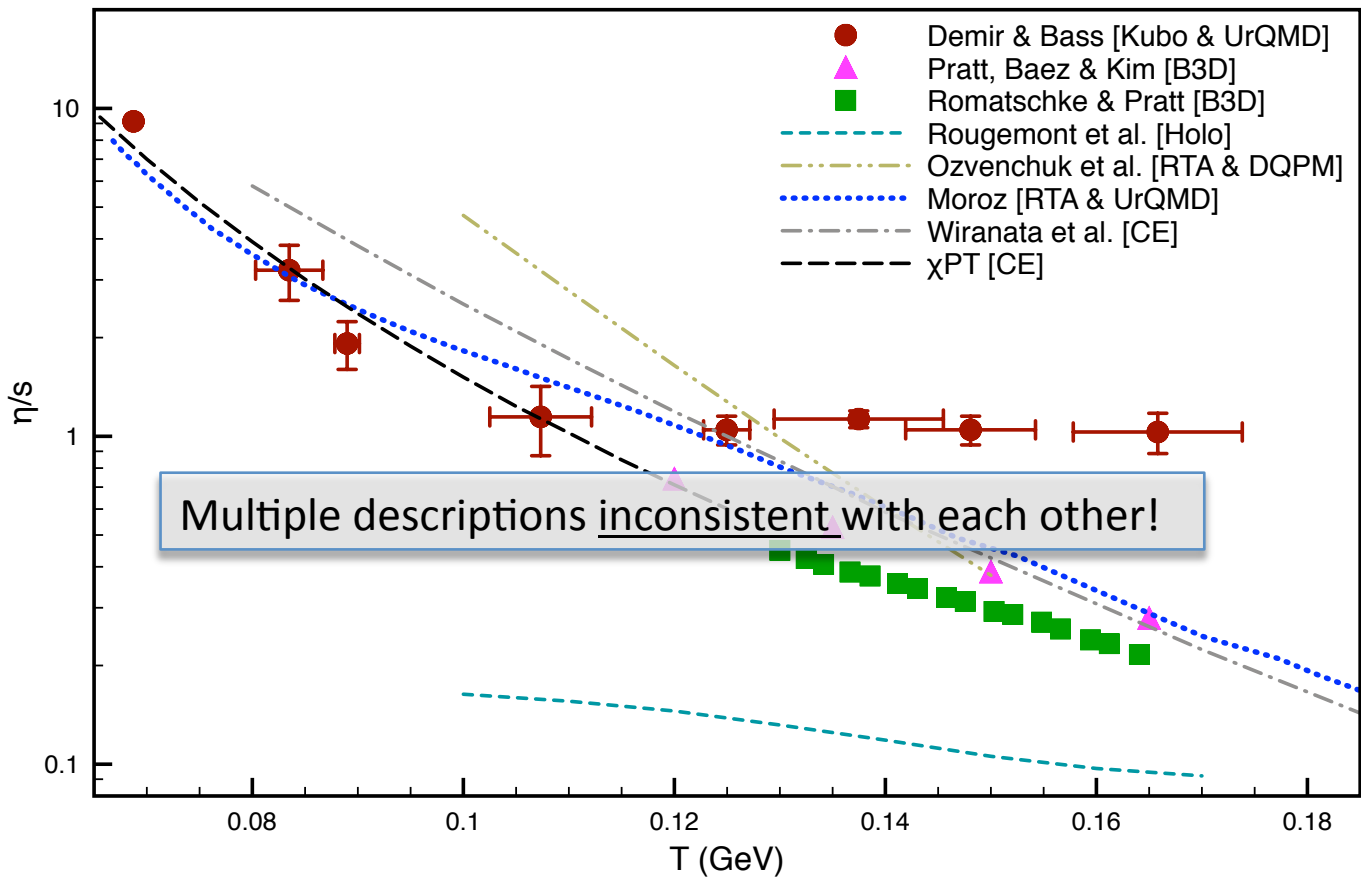 Demir & Bass [Kubo & UrQMD]
Pratt, Baez & Kim [B3D]
Romatschke & Pratt [B3D]
Rougemont et al. [Holo]
Ozvenchuk et al. [RTA & DQPM]
Moroz [RTA & UrQMD]
Wiranata et al. [CE]
χPT [CE]
10
η/s
1
Multiple descriptions inconsistent with each other!
0.1
0.08 0.1 0.12 0.14 0.16 0.18
T (GeV)